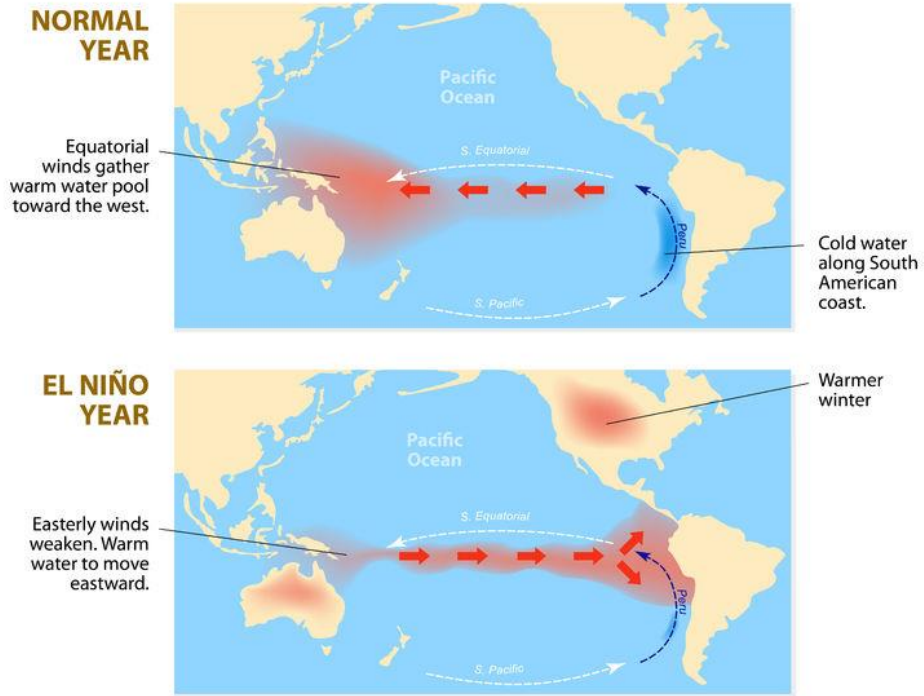 NORMAL
YEAR
Pacific
Ocean
Equatorial
winds gather
warm water pool
toward the west.
S. Equatorial
Peru
Cold water
along South
American
coast.
S. Pacific
EL NIÑO
YEAR
Warmer
winter
Pacific
Ocean
Easterly winds
weaken. Warm
water to move
eastward.
S. Equatorial
Peru
S. Pacific